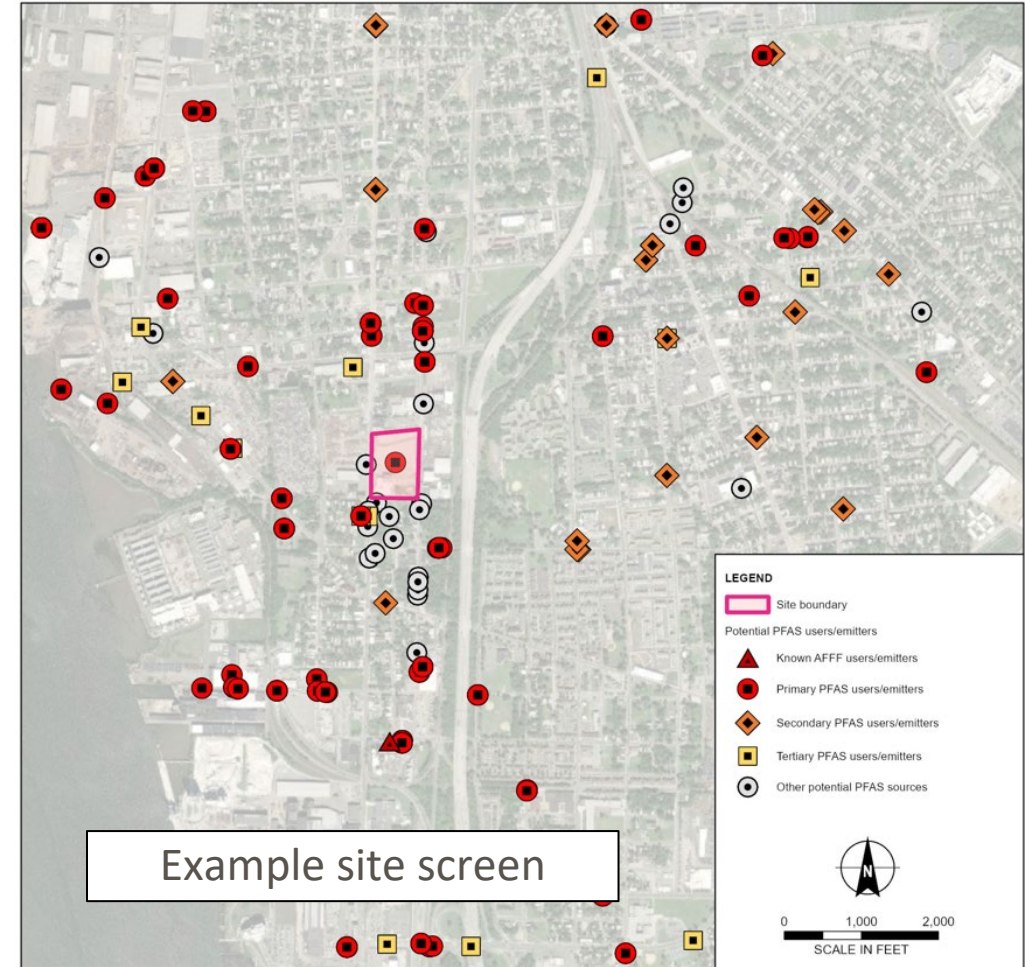 LEGEND
Site boundary
Potential PFAS users/emitters
Known AFFF users/emitters
Primary PFAS users/emitters
Secondary PFAS users/emitters
Tertiary PFAS users/emitters
Other potential PFAS sources
Example site screen
N
0 1,000 2,000
SCALE IN FEET